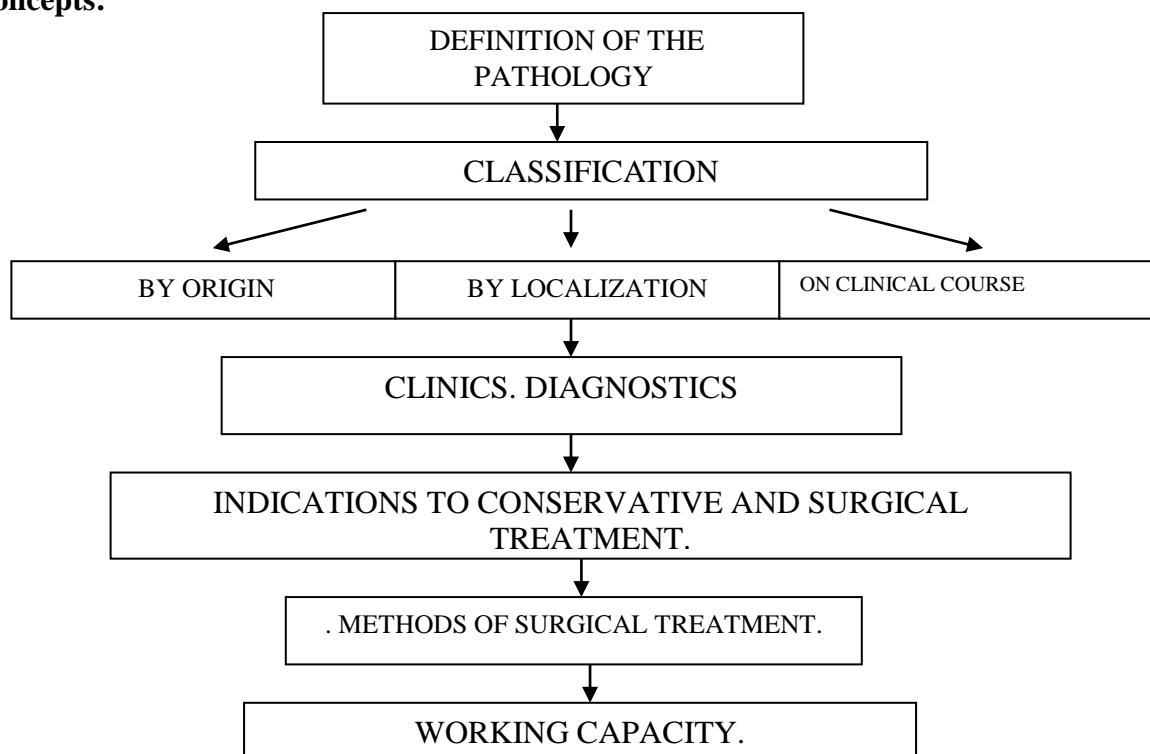 oncepts:
DEFINITION OF THE
PATHOLOGY
CLASSIFICATION
BY ORIGIN
BY LOCALIZATION
ON CLINICAL COURSE
CLINICS. DIAGNOSTICS
INDICATIONS TO CONSERVATIVE AND SURGICAL
TREATMENT.
. METHODS OF SURGICAL TREATMENT.
WORKING CAPACITY.